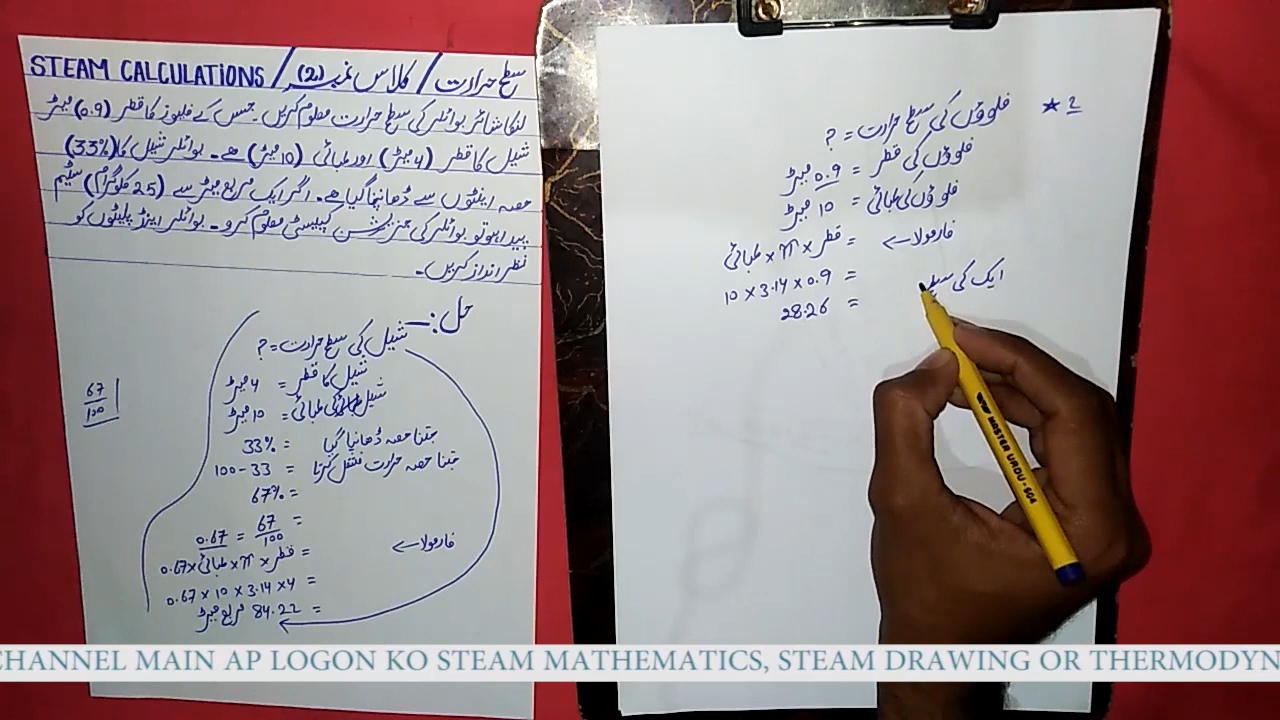 STEAM CALCULATIONS / سطح حرارت / کلاس نمبر (2)
لنکا شائر بوائلر کی سطح حرارت معلوم کریں جس کے فلیوز کا قطر (0.9) میٹر
شیل کا قطر (4 میٹر) اور لمبائی (10 میٹر) ہے۔ بوائلر شیل کا (33%)
حصہ اینٹوں سے ڈھانپا گیا ہے۔ اگر ایک مربع میٹر سے (25 کلوگرام) سٹیم
پیدا ہو تو بوائلر کی جنریشن کپیسٹی معلوم کرو۔ بوائلر اینڈ پلیٹوں کو
نظر انداز کریں۔
حل:-
شیل کی سطح حرارت = ?
شیل کا قطر = 4 میٹر
شیل کی لمبائی = 10 میٹر
جتنا حصہ ڈھانپا گیا = 33%
جتنا حصہ حرارت منتقل کرتا = 100-33
= 67%
= 67/100 = 0.67
فارمولا ←
= قطر × π × لمبائی × 0.67
= 0.67 × 10 × 3.14 × 4
= 84.22 مربع میٹر
67/100
★ 2
فلوؤں کی سطح حرارت = ?
فلوؤں کی قطر = 0.9 میٹر
فلوؤں کی لمبائی = 10 میٹر
فارمولا ← = قطر × π × لمبائی
= 10 × 3.14 × 0.9
= 28.26
ایک کی سطح
CHANNEL MAIN AP LOGON KO STEAM MATHEMATICS, STEAM DRAWING OR THERMODYN